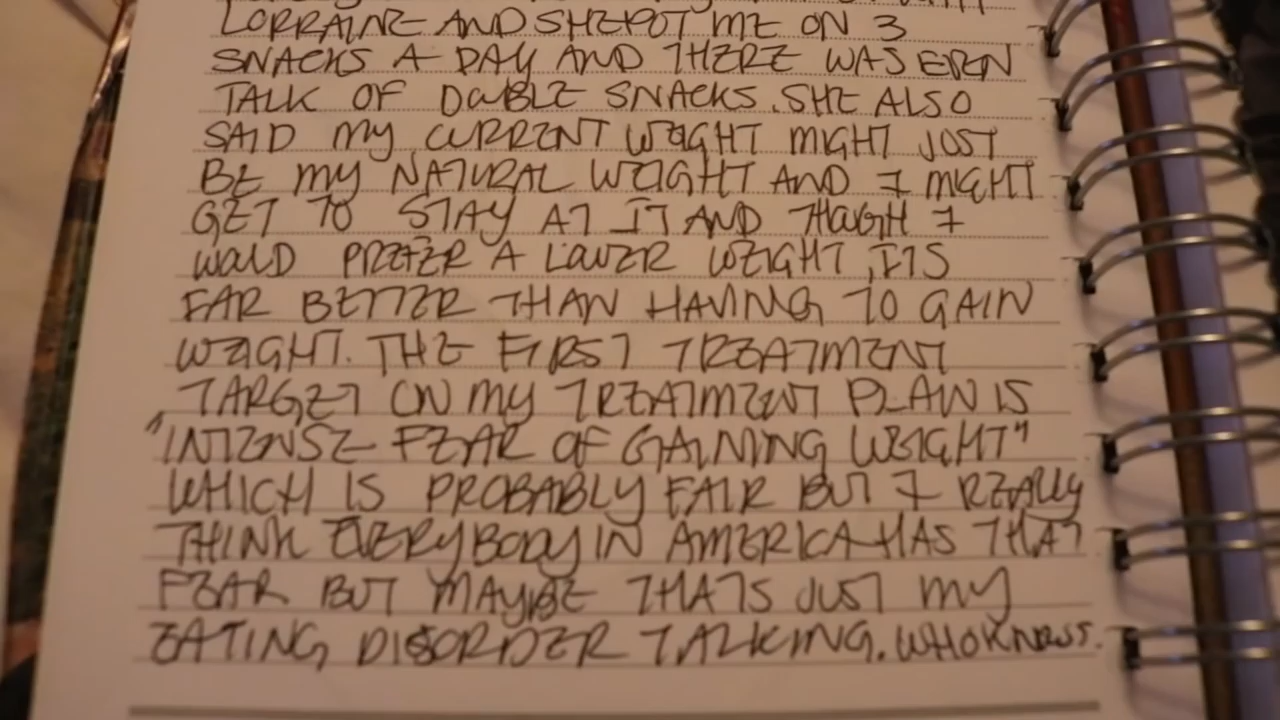 LORRAINE AND SHE PUT ME ON 3
SNACKS A DAY AND THERE WAS EVEN
TALK OF DOUBLE SNACKS. SHE ALSO
SAID MY CURRENT WEIGHT MIGHT JUST
BE MY NATURAL WEIGHT AND I MIGHT
GET TO STAY AT IT AND THOUGH I
WOULD PREFER A LOWER WEIGHT, ITS
FAR BETTER THAN HAVING TO GAIN
WEIGHT. THE FIRST TREATMENT
TARGET ON MY TREATMENT PLAN IS
"INTENSE FEAR OF GAINING WEIGHT"
WHICH IS PROBABLY FAIR BUT I REALLY
THINK EVERYBODY IN AMERICA HAS THAT
FEAR BUT MAYBE THATS JUST MY
EATING DISORDER TALKING. WHO KNOWS.